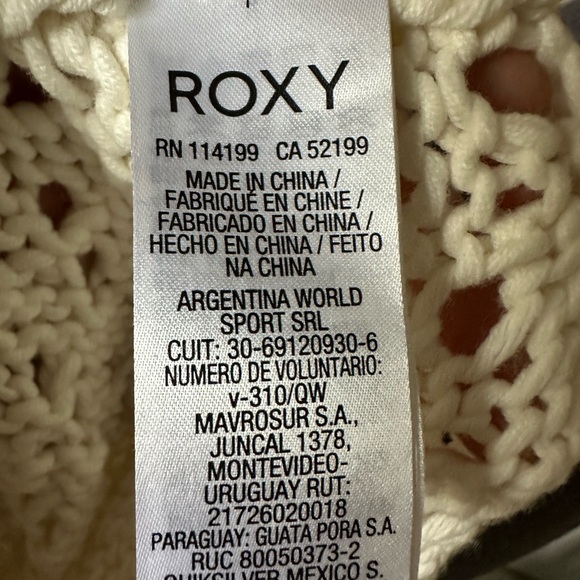 ROXY
RN 114199 CA 52199
MADE IN CHINA /
FABRIQUÉ EN CHINE /
FABRICADO EN CHINA /
HECHO EN CHINA / FEITO
NA CHINA
ARGENTINA WORLD
SPORT SRL
CUIT: 30-69120930-6
NUMERO DE VOLUNTARIO:
v-310/QW
MAVROSUR S.A.,
JUNCAL 1378,
MONTEVIDEO-
URUGUAY RUT:
21726020018
PARAGUAY: GUATA PORA S.A.
RUC 80050373-2
QUIKSILVER MEXICO S.